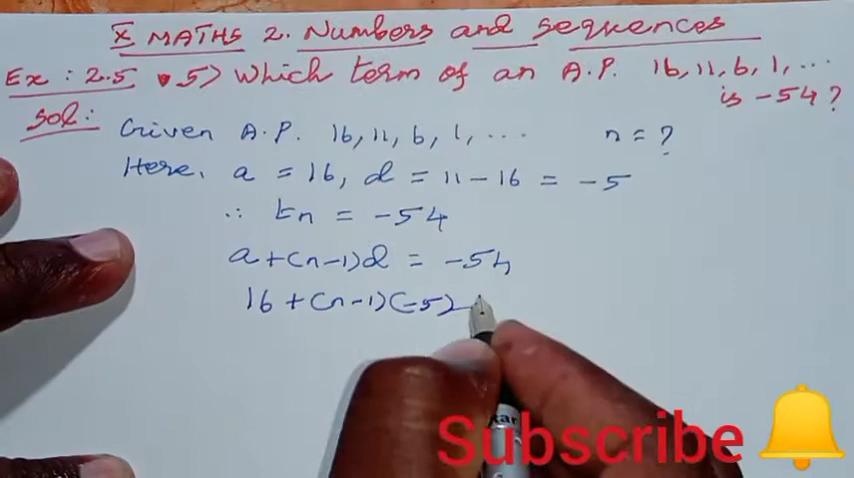 X MATHS 2. Numbers and sequences
Ex : 2.5 5) Which term of an A.P. 16, 11, 6, 1, ...
is -54 ?
Sol:
Given A.P. 16, 11, 6, 1, ... n = ?
Here, a = 16, d = 11 - 16 = -5
∴ tn = -54
a + (n-1)d = -54
16 + (n-1)(-5)
Subscribe